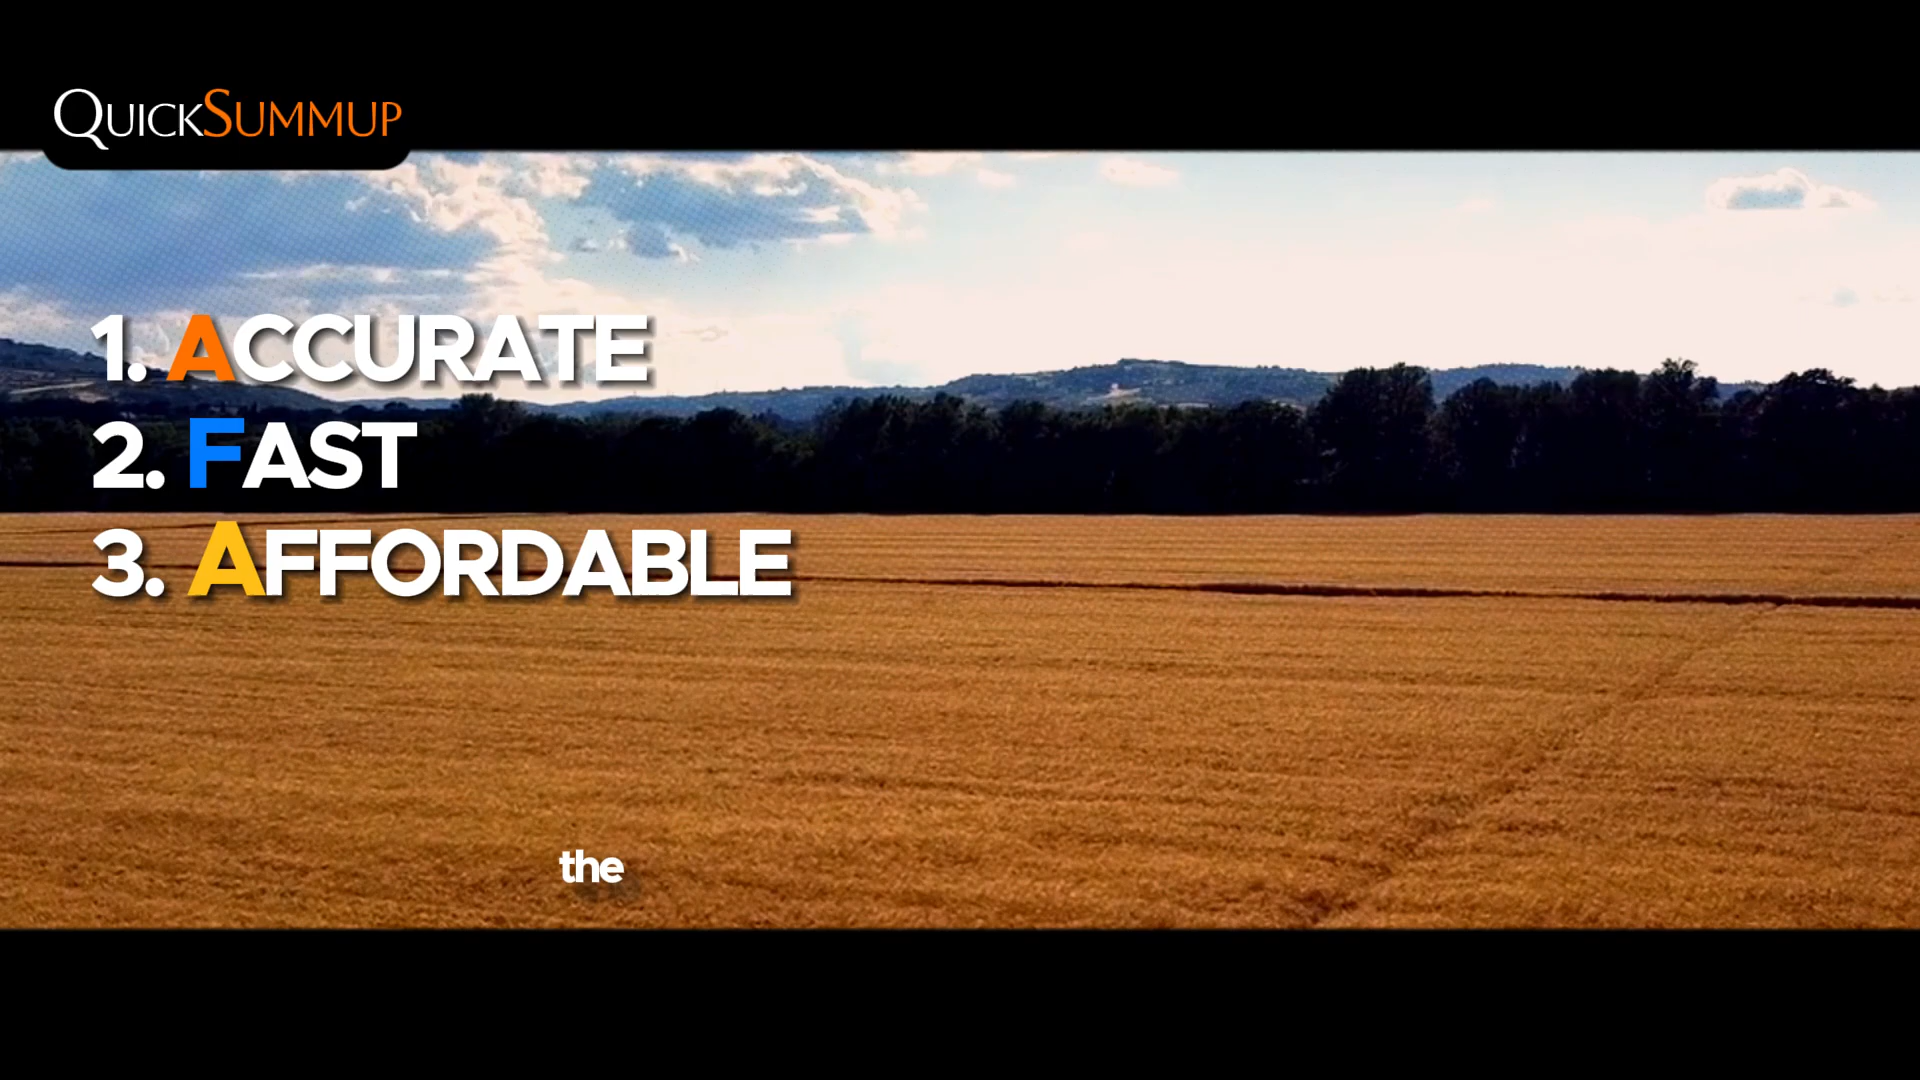 QUICKSUMMUP
1. ACCURATE
2. FAST
3. AFFORDABLE
the